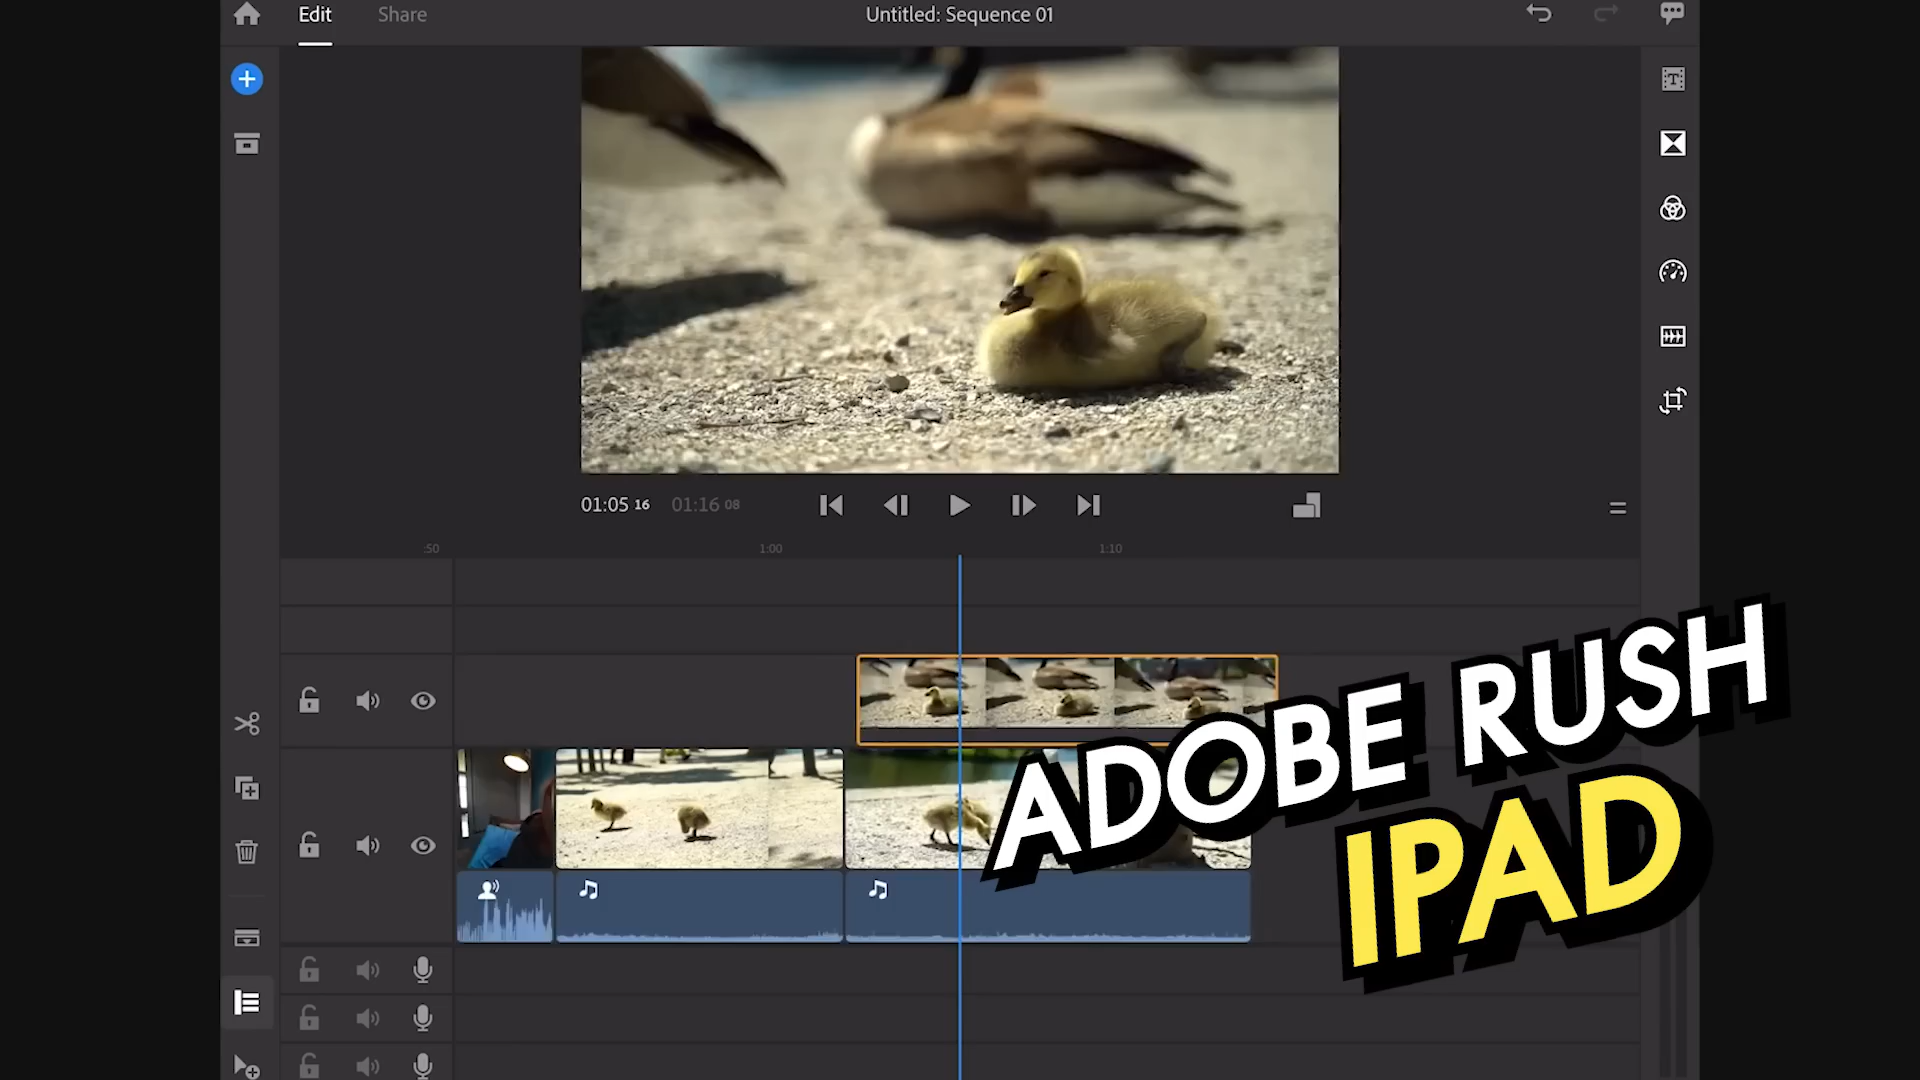 Edit
Share
Untitled: Sequence 01
T
01:05 16
01:16 08
:50
1:00
1:10
ADOBE RUSH
IPAD